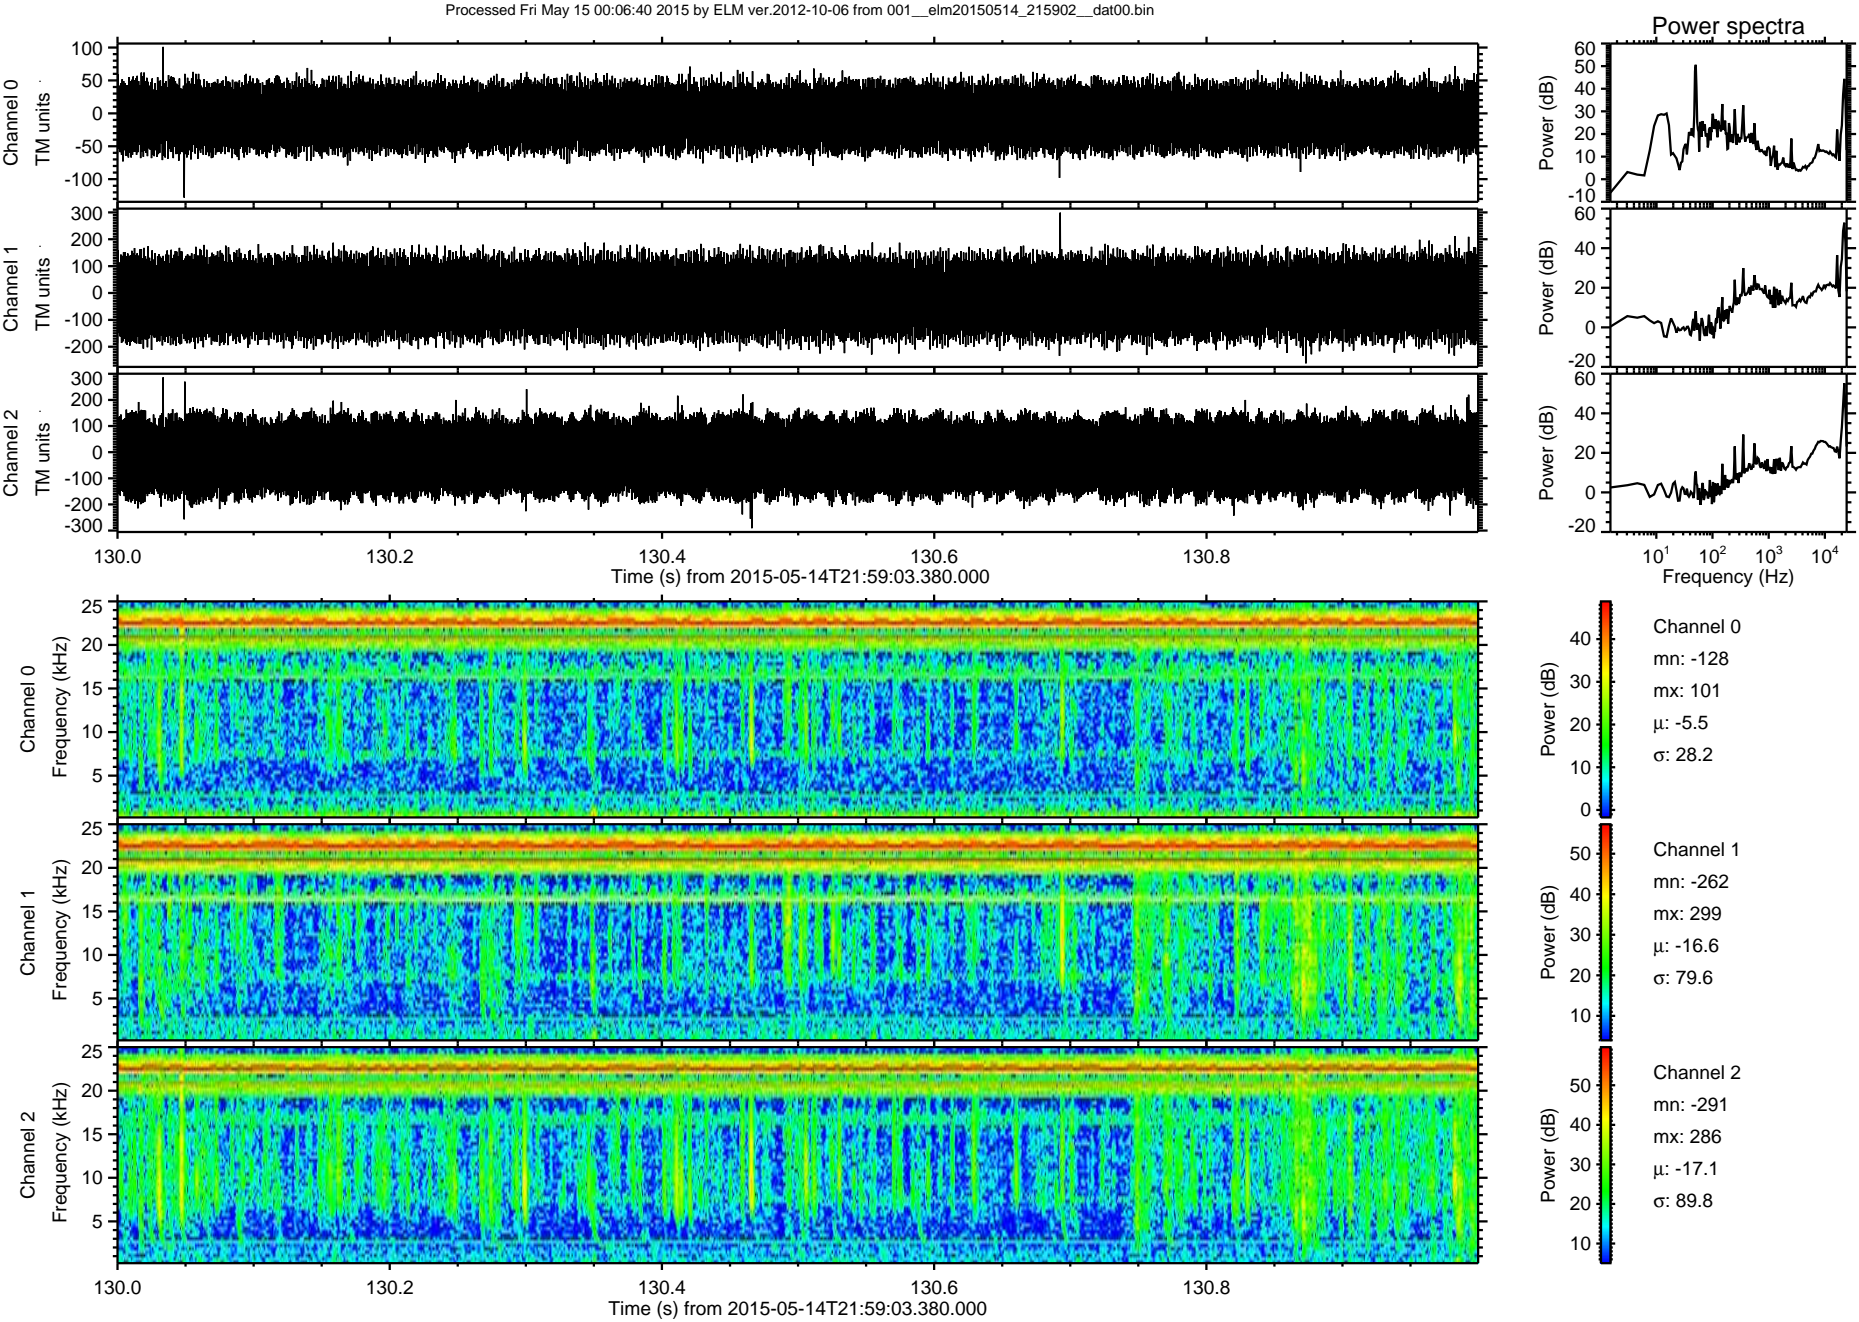 Processed Fri May 15 00:06:40 2015 by ELM ver.2012-10-06 from 001__elm20150514_215902__dat00.bin
Power spectra
Channel 0
TM units
100
50
0
-50
-100
Power (dB)
60
50
40
30
20
10
0
-10
Channel 1
TM units
300
200
100
0
-100
-200
Power (dB)
60
40
20
0
-20
Channel 2
TM units
300
200
100
0
-100
-200
-300
Power (dB)
60
40
20
0
-20
130.0 130.2 130.4 130.6 130.8
Time (s) from 2015-05-14T21:59:03.380.000
10¹ 10² 10³ 10⁴
Frequency (Hz)
Channel 0
Frequency (kHz)
25
20
15
10
5
Power (dB)
40
30
20
10
0
Channel 0
mn: -128
mx: 101
μ: -5.5
σ: 28.2
Channel 1
Frequency (kHz)
25
20
15
10
5
Power (dB)
50
40
30
20
10
Channel 1
mn: -262
mx: 299
μ: -16.6
σ: 79.6
Channel 2
Frequency (kHz)
25
20
15
10
5
Power (dB)
50
40
30
20
10
Channel 2
mn: -291
mx: 286
μ: -17.1
σ: 89.8
130.0 130.2 130.4 130.6 130.8
Time (s) from 2015-05-14T21:59:03.380.000